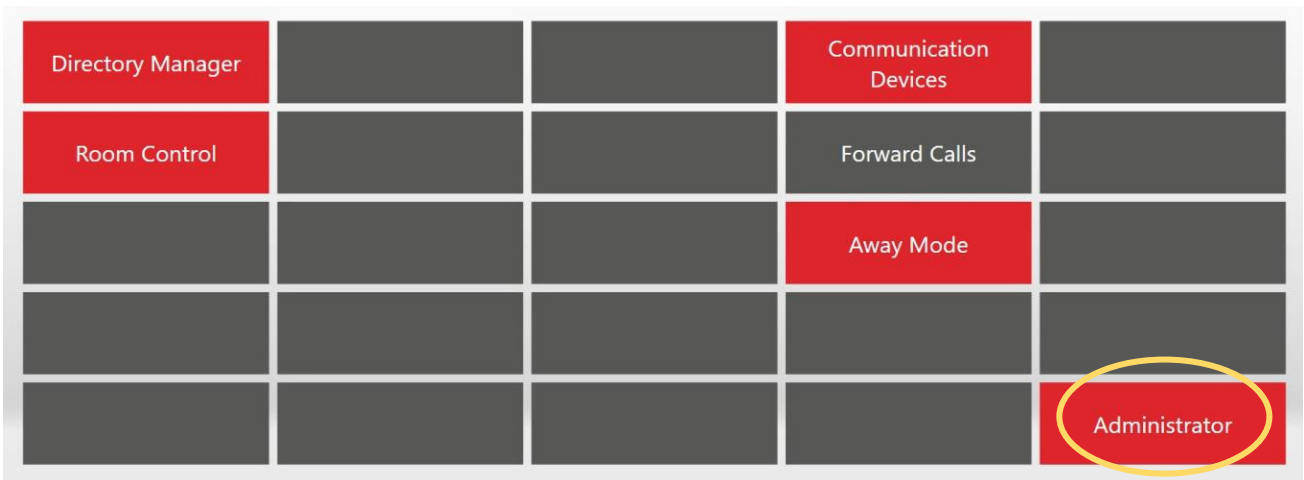 Directory Manager
Communication
Devices
Room Control
Forward Calls
Away Mode
Administrator